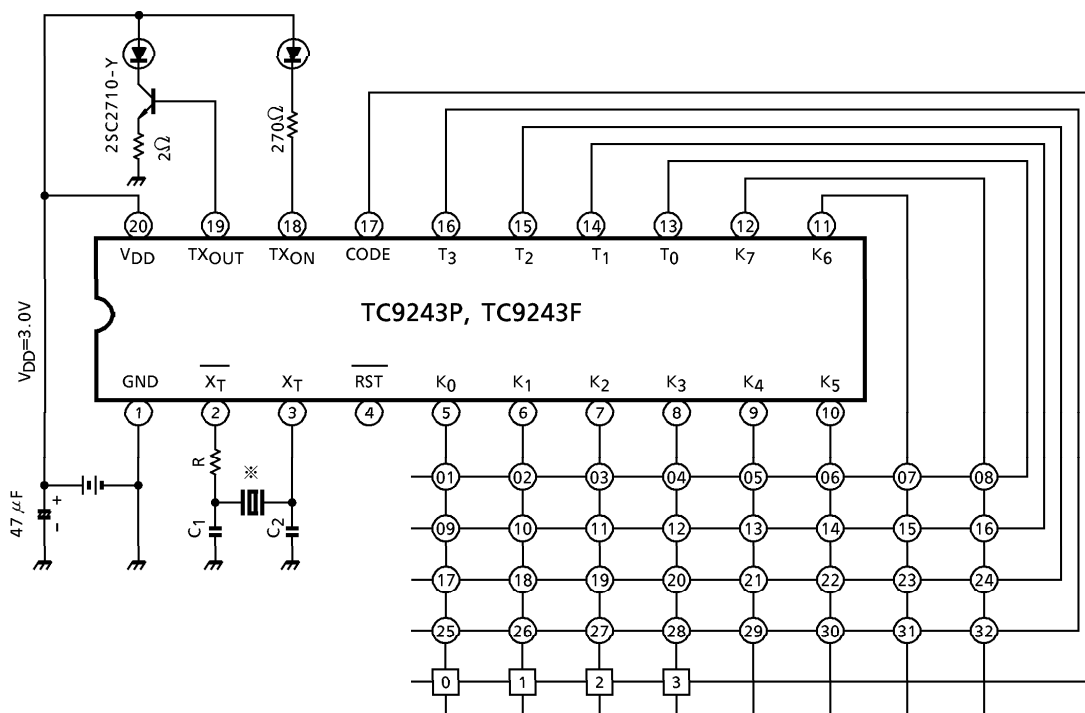 2SC2710-Y
2Ω
270Ω
20 19 18 17 16 15 14 13 12 11
VDD TXOUT TXON CODE T3 T2 T1 T0 K7 K6
TC9243P, TC9243F
VDD=3.0V
GND X̅T̅ XT R̅S̅T̅ K0 K1 K2 K3 K4 K5
1 2 3 4 5 6 7 8 9 10
R
※
01 02 03 04 05 06 07 08
47 μF
+
-
C1
C2
09 10 11 12 13 14 15 16
17 18 19 20 21 22 23 24
25 26 27 28 29 30 31 32
0 1 2 3